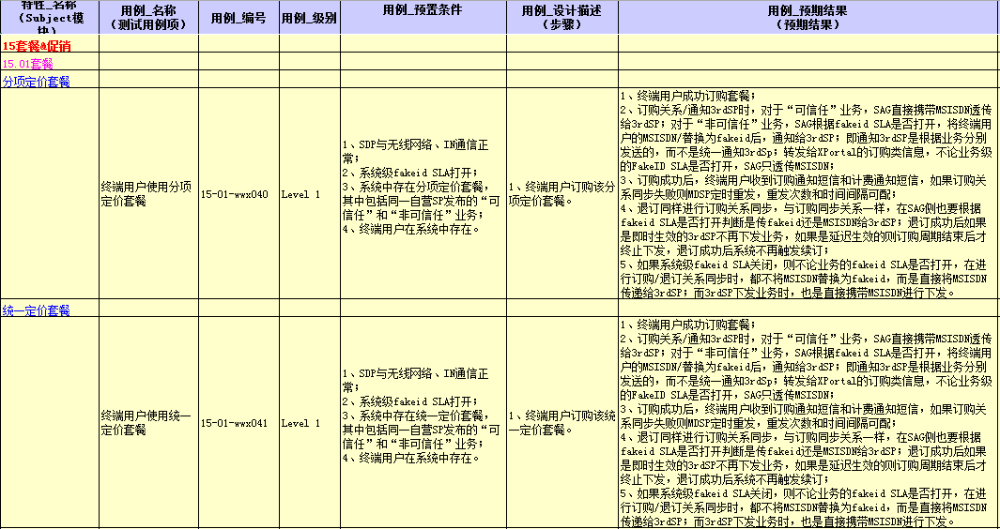 特性_名称
（Subject模
块）
用例_名称
（测试用例项）
用例_编号
用例_级别
用例_预置条件
用例_设计描述
（步骤）
用例_预期结果
（预期结果）
15套餐&促销
15.01套餐
分项定价套餐
终端用户使用分项
定价套餐
15-01-wwx040
Level 1
1、SDP与无线网络、IN通信正
常；
2、系统级fakeid SLA打开；
3、系统中存在分项定价套餐，
其中包括同一自营SP发布的“可
信任”和“非可信任”业务；
4、终端用户在系统中存在。
1、终端用户订购该分
项定价套餐。
1、终端用户成功订购套餐；
2、订购关系/通知3rdSP时，对于“可信任”业务，SAG直接携带MSISDN透传
给3rdSP；对于“非可信任”业务，SAG根据fakeid SLA是否打开，将终端用
户的MSISDN/替换为fakeid后，通知给3rdSP；即通知3rdSP是根据业务分别
发送的，而不是统一通知3rdSp；转发给XPortal的订购类信息，不论业务级
的FakeID SLA是否打开，SAG只透传MSISDN；
3、订购成功后，终端用户收到订购通知短信和计费通知短信，如果订购关
系同步失败则MDSP定时重发，重发次数和时间间隔可配；
4、退订同样进行订购关系同步，与订购同步关系一样，在SAG侧也要根据
fakeid SLA是否打开判断是传fakeid还是MSISDN给3rdSP；退订成功后如果
是即时生效的3rdSP不再下发业务，如果是延迟生效的则订购周期结束后才
终止下发，退订成功后系统不再触发续订；
5、如果系统级fakeid SLA关闭，则不论业务的fakeid SLA是否打开，在进
行订购/退订关系同步时，都不将MSISDN替换为fakeid，而是直接将MSISDN
传递给3rdSP；而3rdSP下发业务时，也是直接携带MSISDN进行下发。
统一定价套餐
终端用户使用统一
定价套餐
15-01-wwx041
Level 1
1、SDP与无线网络、IN通信正
常；
2、系统级fakeid SLA打开；
3、系统中存在统一定价套餐，
其中包括同一自营SP发布的“可
信任”和“非可信任”业务；
4、终端用户在系统中存在。
1、终端用户订购该统
一定价套餐。
1、终端用户成功订购套餐；
2、订购关系/通知3rdSP时，对于“可信任”业务，SAG直接携带MSISDN透传
给3rdSP；对于“非可信任”业务，SAG根据fakeid SLA是否打开，将终端用
户的MSISDN/替换为fakeid后，通知给3rdSP；即通知3rdSP是根据业务分别
发送的，而不是统一通知3rdSp；转发给XPortal的订购类信息，不论业务级
的FakeID SLA是否打开，SAG只透传MSISDN；
3、订购成功后，终端用户收到订购通知短信和计费通知短信，如果订购关
系同步失败则MDSP定时重发，重发次数和时间间隔可配；
4、退订同样进行订购关系同步，与订购同步关系一样，在SAG侧也要根据
fakeid SLA是否打开判断是传fakeid还是MSISDN给3rdSP；退订成功后如果
是即时生效的3rdSP不再下发业务，如果是延迟生效的则订购周期结束后才
终止下发，退订成功后系统不再触发续订；
5、如果系统级fakeid SLA关闭，则不论业务的fakeid SLA是否打开，在进
行订购/退订关系同步时，都不将MSISDN替换为fakeid，而是直接将MSISDN
传递给3rdSP；而3rdSP下发业务时，也是直接携带MSISDN进行下发。